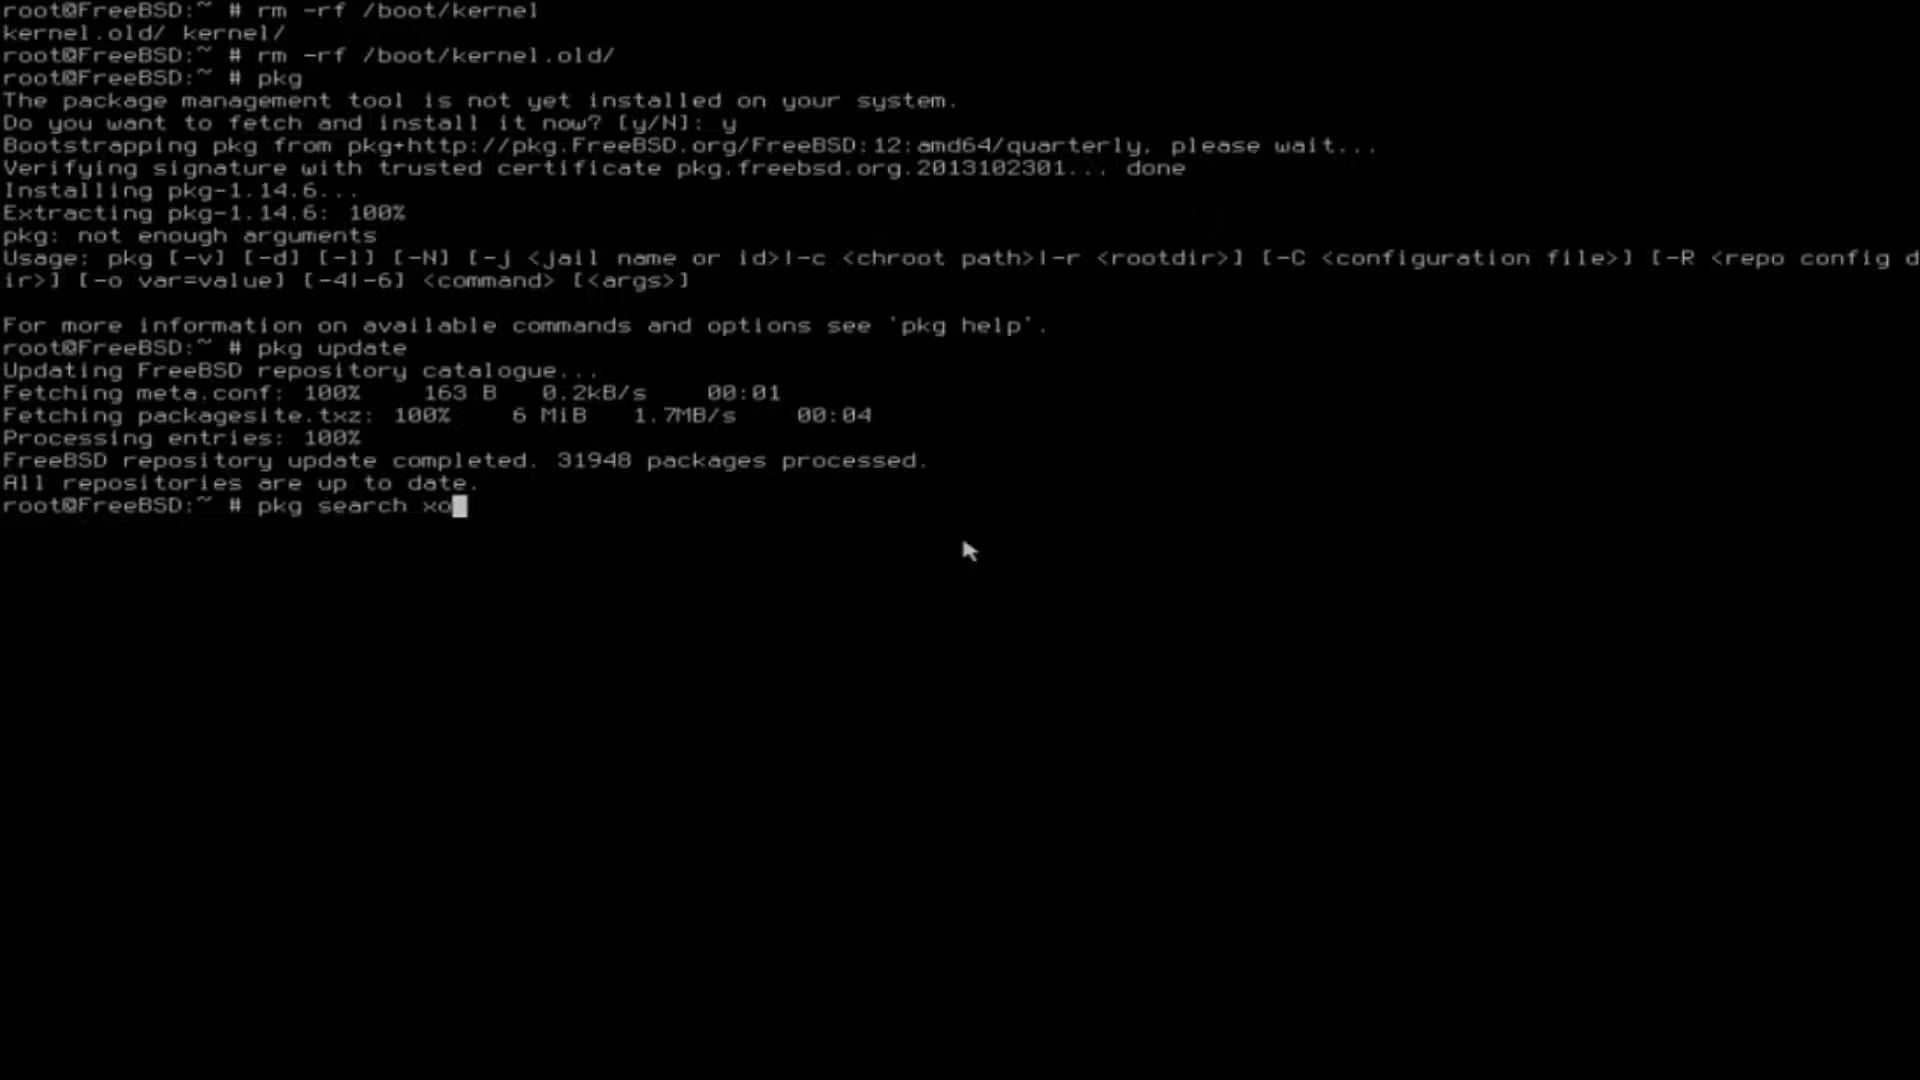 root@FreeBSD:~ # rm -rf /boot/kernel
kernel.old/ kernel/
root@FreeBSD:~ # rm -rf /boot/kernel.old/
root@FreeBSD:~ # pkg
The package management tool is not yet installed on your system.
Do you want to fetch and install it now? [y/N]: y
Bootstrapping pkg from pkg+http://pkg.FreeBSD.org/FreeBSD:12:amd64/quarterly, please wait...
Verifying signature with trusted certificate pkg.freebsd.org.2013102301... done
Installing pkg-1.14.6...
Extracting pkg-1.14.6: 100%
pkg: not enough arguments
Usage: pkg [-v] [-d] [-l] [-N] [-j <jail name or id>|-c <chroot path>|-r <rootdir>] [-C <configuration file>] [-R <repo config d
ir>] [-o var=value] [-4|-6] <command> [<args>]
For more information on available commands and options see 'pkg help'.
root@FreeBSD:~ # pkg update
Updating FreeBSD repository catalogue...
Fetching meta.conf: 100%    163 B   0.2kB/s    00:01
Fetching packagesite.txz: 100%    6 MiB   1.7MB/s    00:04
Processing entries: 100%
FreeBSD repository update completed. 31948 packages processed.
All repositories are up to date.
root@FreeBSD:~ # pkg search xo